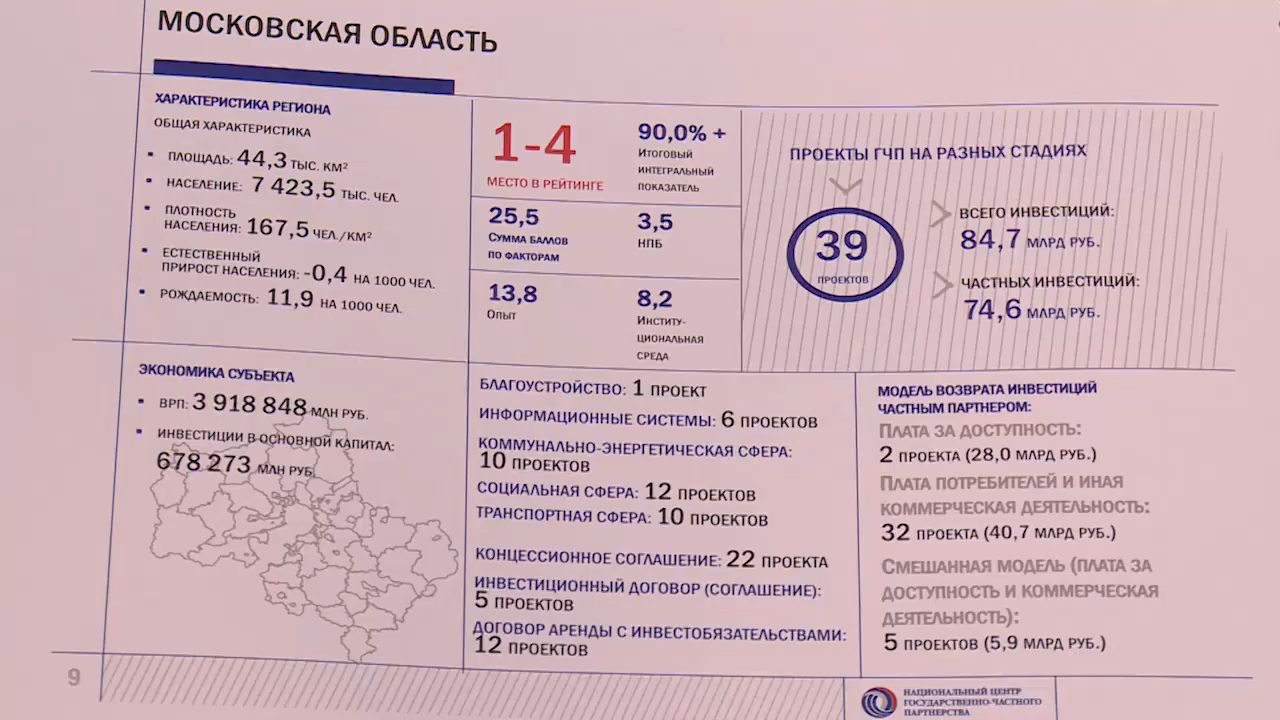 МОСКОВСКАЯ ОБЛАСТЬ
ХАРАКТЕРИСТИКА РЕГИОНА
ОБЩАЯ ХАРАКТЕРИСТИКА
▪ ПЛОЩАДЬ: 44,3 ТЫС. КМ²
▪ НАСЕЛЕНИЕ: 7 423,5 ТЫС. ЧЕЛ.
▪ ПЛОТНОСТЬ
НАСЕЛЕНИЯ: 167,5 ЧЕЛ./КМ²
▪ ЕСТЕСТВЕННЫЙ
ПРИРОСТ НАСЕЛЕНИЯ: -0,4 НА 1000 ЧЕЛ.
▪ РОЖДАЕМОСТЬ: 11,9 НА 1000 ЧЕЛ.
1-4
МЕСТО В РЕЙТИНГЕ
90,0% +
Итоговый
интегральный
показатель
25,5
Сумма баллов
по факторам
3,5
НПБ
13,8
Опыт
8,2
Институ-
циональная
среда
ПРОЕКТЫ ГЧП НА РАЗНЫХ СТАДИЯХ
39
ПРОЕКТОВ
ВСЕГО ИНВЕСТИЦИЙ:
84,7 МЛРД РУБ.
ЧАСТНЫХ ИНВЕСТИЦИЙ:
74,6 МЛРД РУБ.
ЭКОНОМИКА СУБЪЕКТА
▪ ВРП: 3 918 848 МЛН РУБ.
▪ ИНВЕСТИЦИИ В ОСНОВНОЙ КАПИТАЛ:
678 273 МЛН РУБ.
БЛАГОУСТРОЙСТВО: 1 ПРОЕКТ
ИНФОРМАЦИОННЫЕ СИСТЕМЫ: 6 ПРОЕКТОВ
КОММУНАЛЬНО-ЭНЕРГЕТИЧЕСКАЯ СФЕРА:
10 ПРОЕКТОВ
СОЦИАЛЬНАЯ СФЕРА: 12 ПРОЕКТОВ
ТРАНСПОРТНАЯ СФЕРА: 10 ПРОЕКТОВ
КОНЦЕССИОННОЕ СОГЛАШЕНИЕ: 22 ПРОЕКТА
ИНВЕСТИЦИОННЫЙ ДОГОВОР (СОГЛАШЕНИЕ):
5 ПРОЕКТОВ
ДОГОВОР АРЕНДЫ С ИНВЕСТОБЯЗАТЕЛЬСТВАМИ:
12 ПРОЕКТОВ
МОДЕЛЬ ВОЗВРАТА ИНВЕСТИЦИЙ
ЧАСТНЫМ ПАРТНЕРОМ:
ПЛАТА ЗА ДОСТУПНОСТЬ:
2 ПРОЕКТА (28,0 МЛРД РУБ.)
ПЛАТА ПОТРЕБИТЕЛЕЙ И ИНАЯ
КОММЕРЧЕСКАЯ ДЕЯТЕЛЬНОСТЬ:
32 ПРОЕКТА (40,7 МЛРД РУБ.)
СМЕШАННАЯ МОДЕЛЬ (ПЛАТА ЗА
ДОСТУПНОСТЬ И КОММЕРЧЕСКАЯ
ДЕЯТЕЛЬНОСТЬ):
5 ПРОЕКТОВ (5,9 МЛРД РУБ.)
9
НАЦИОНАЛЬНЫЙ ЦЕНТР
ГОСУДАРСТВЕННО-ЧАСТНОГО
ПАРТНЕРСТВА